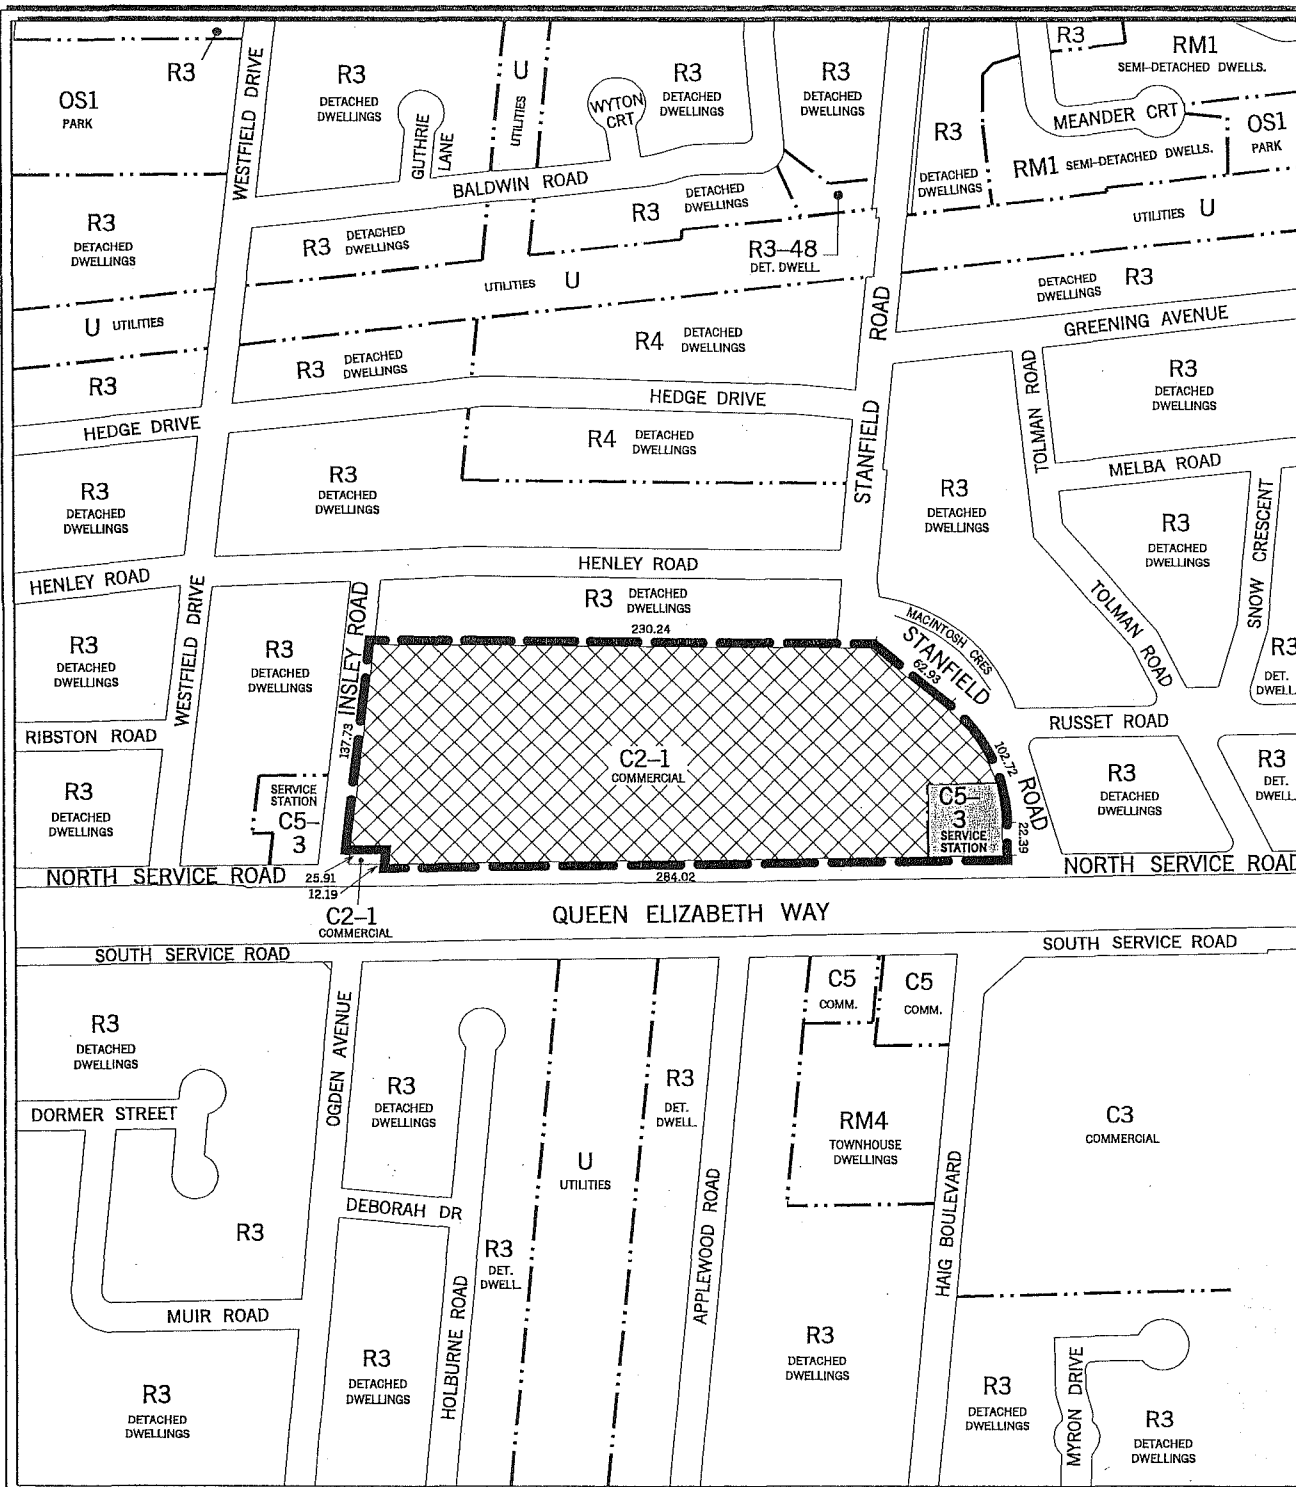 R3
WESTFIELD DRIVE
R3
DETACHED
DWELLINGS
U
UTILITIES
WYTON
CRT
R3
DETACHED
DWELLINGS
R3
DETACHED
DWELLINGS
R3
RM1
SEMI-DETACHED DWELLS.
OS1
PARK
GUTHRIE
LANE
MEANDER CRT
OS1
PARK
R3
DETACHED
DWELLINGS
RM1 SEMI-DETACHED DWELLS.
BALDWIN ROAD
R3
DETACHED
DWELLINGS
R3 DETACHED
DWELLINGS
R3 DETACHED
DWELLINGS
R3-48
DET. DWELL.
UTILITIES U
UTILITIES U
DETACHED
DWELLINGS R3
U UTILITIES
R3
R3 DETACHED
DWELLINGS
R4 DETACHED
DWELLINGS
ROAD
GREENING AVENUE
TOLMAN ROAD
R3
DETACHED
DWELLINGS
HEDGE DRIVE
HEDGE DRIVE
R4 DETACHED
DWELLINGS
STANFIELD
MELBA ROAD
R3
DETACHED
DWELLINGS
R3
DETACHED
DWELLINGS
R3
DETACHED
DWELLINGS
R3
DETACHED
DWELLINGS
SNOW CRESCENT
HENLEY ROAD
HENLEY ROAD
WESTFIELD DRIVE
INSLEY ROAD
R3 DETACHED
DWELLINGS
TOLMAN ROAD
R3
DETACHED
DWELLINGS
R3
DETACHED
DWELLINGS
230.24
MACINTOSH CRES
STANFIELD
62.93
R3
DET.
DWELL.
RIBSTON ROAD
137.73
RUSSET ROAD
102.72
ROAD
C2-1
COMMERCIAL
R3
DETACHED
DWELLINGS
SERVICE
STATION
C5-
3
C5-
3
SERVICE
STATION
22.39
R3
DETACHED
DWELLINGS
R3
DET.
DWELL.
NORTH SERVICE ROAD
25.91
12.19
284.02
NORTH SERVICE ROAD
C2-1
COMMERCIAL
QUEEN ELIZABETH WAY
SOUTH SERVICE ROAD
SOUTH SERVICE ROAD
C5
COMM.
C5
COMM.
R3
DETACHED
DWELLINGS
OGDEN AVENUE
R3
DETACHED
DWELLINGS
R3
DET.
DWELL.
DORMER STREET
RM4
TOWNHOUSE
DWELLINGS
C3
COMMERCIAL
U
UTILITIES
APPLEWOOD ROAD
HAIG BOULEVARD
DEBORAH DR
R3
R3
DET.
DWELL.
HOLBURNE ROAD
MUIR ROAD
R3
DETACHED
DWELLINGS
R3
DETACHED
DWELLINGS
R3
DETACHED
DWELLINGS
R3
DETACHED
DWELLINGS
MYRON DRIVE
R3
DETACHED
DWELLINGS